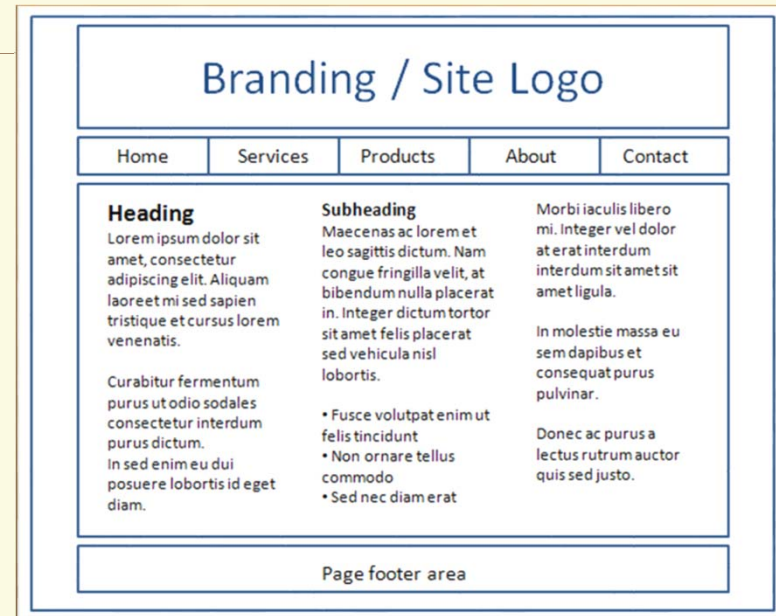 Branding / Site Logo
Home
Services
Products
About
Contact
Heading
Lorem ipsum dolor sit
amet, consectetur
adipiscing elit. Aliquam
laoreet mi sed sapien
tristique et cursus lorem
venenatis.
Curabitur fermentum
purus ut odio sodales
consectetur interdum
purus dictum.
In sed enim eu dui
posuere lobortis id eget
diam.
Subheading
Maecenas ac lorem et
leo sagittis dictum. Nam
congue fringilla velit, at
bibendum nulla placerat
in. Integer dictum tortor
sit amet felis placerat
sed vehicula nisl
lobortis.
• Fusce volutpat enim ut
felis tincidunt
• Non ornare tellus
commodo
• Sed nec diam erat
Morbi iaculis libero
mi. Integer vel dolor
at erat interdum
interdum sit amet sit
amet ligula.
In molestie massa eu
sem dapibus et
consequat purus
pulvinar.
Donec ac purus a
lectus rutrum auctor
quis sed justo.
Page footer area